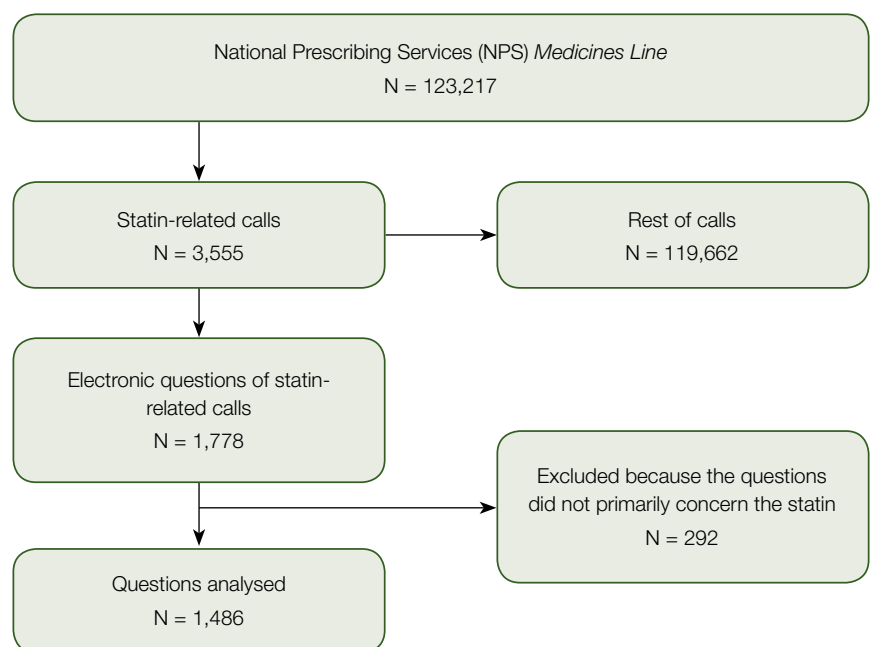 National Prescribing Services (NPS) Medicines Line
N = 123,217
Statin-related calls
N = 3,555
Rest of calls
N = 119,662
Electronic questions of statin-
related calls
N = 1,778
Excluded because the questions
did not primarily concern the statin
N = 292
Questions analysed
N = 1,486